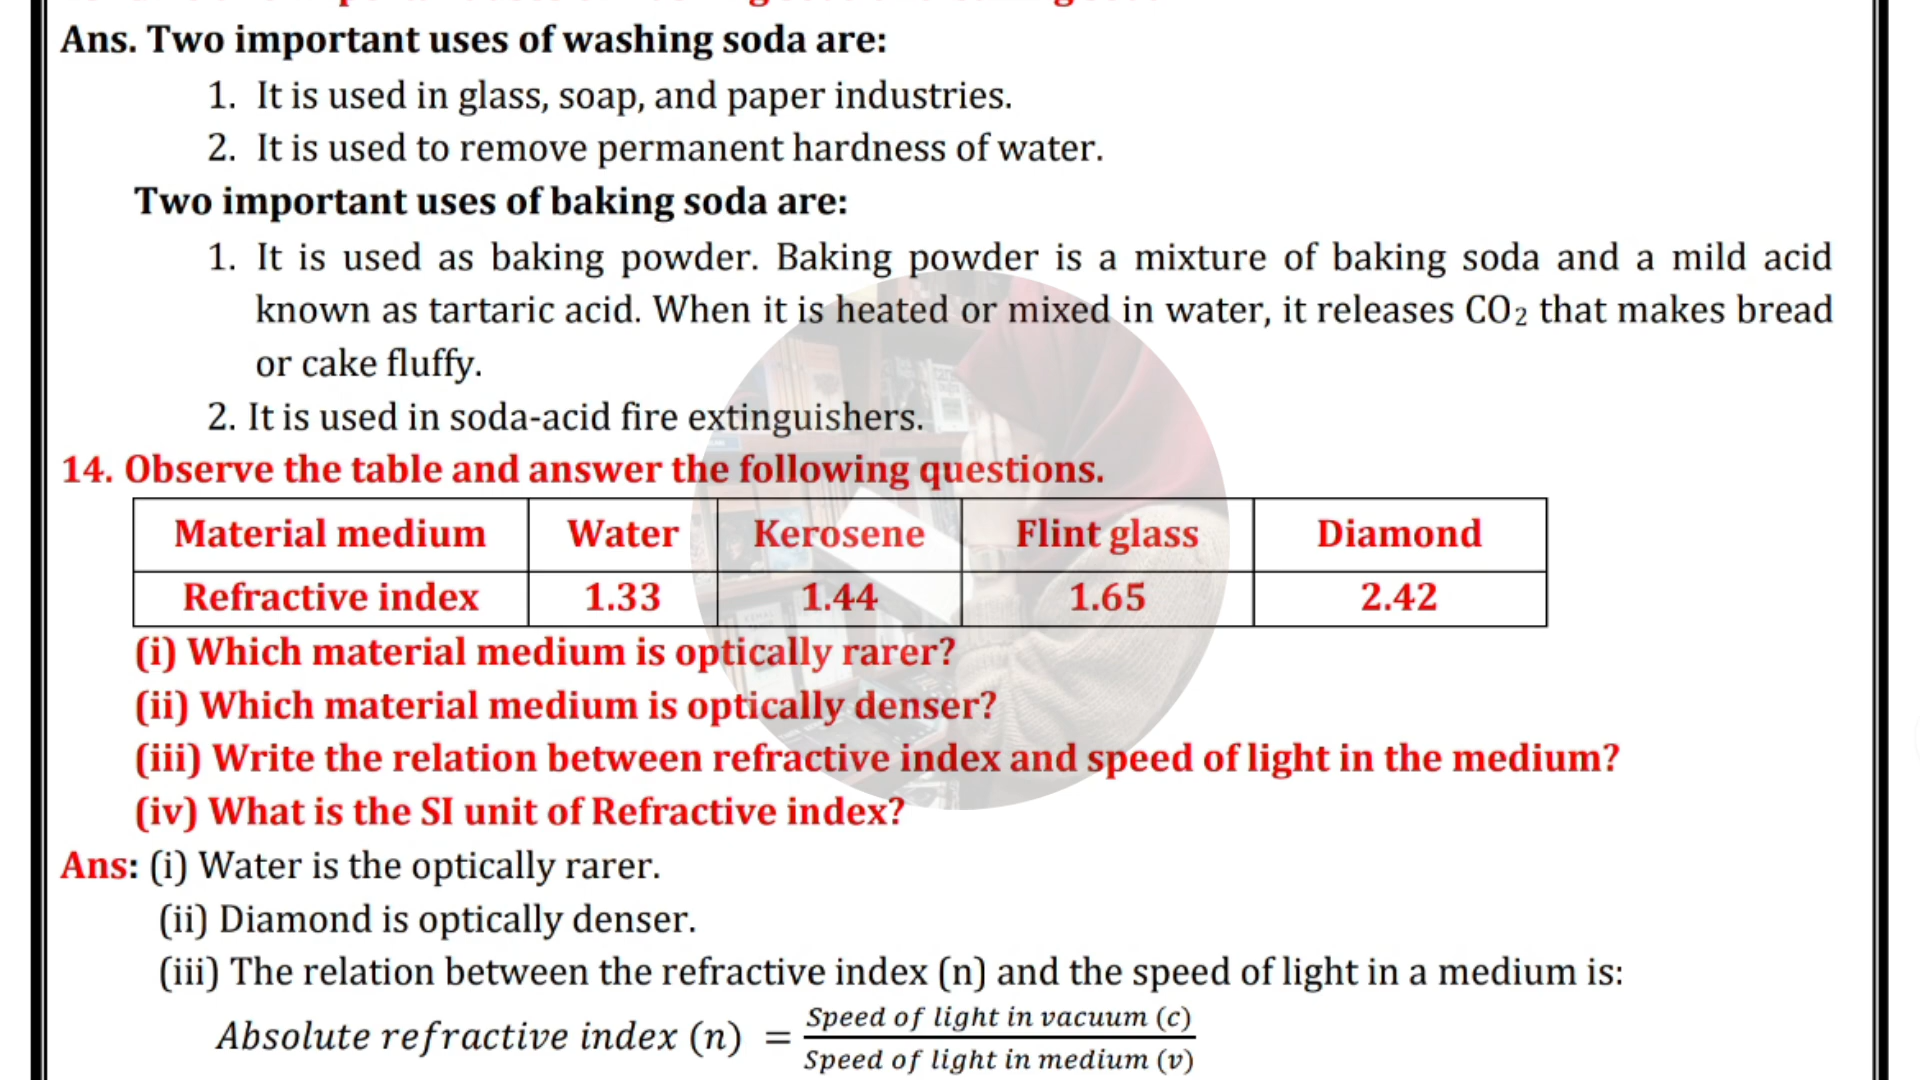 Ans. Two important uses of washing soda are:
1. It is used in glass, soap, and paper industries.
2. It is used to remove permanent hardness of water.
Two important uses of baking soda are:
1. It is used as baking powder. Baking powder is a mixture of baking soda and a mild acid
known as tartaric acid. When it is heated or mixed in water, it releases CO₂ that makes bread
or cake fluffy.
2. It is used in soda-acid fire extinguishers.
14. Observe the table and answer the following questions.
Material medium Water Kerosene Flint glass Diamond
Refractive index 1.33 1.44 1.65 2.42
(i) Which material medium is optically rarer?
(ii) Which material medium is optically denser?
(iii) Write the relation between refractive index and speed of light in the medium?
(iv) What is the SI unit of Refractive index?
Ans: (i) Water is the optically rarer.
(ii) Diamond is optically denser.
(iii) The relation between the refractive index (n) and the speed of light in a medium is:
Absolute refractive index (n) = Speed of light in vacuum (c)
Speed of light in medium (v)